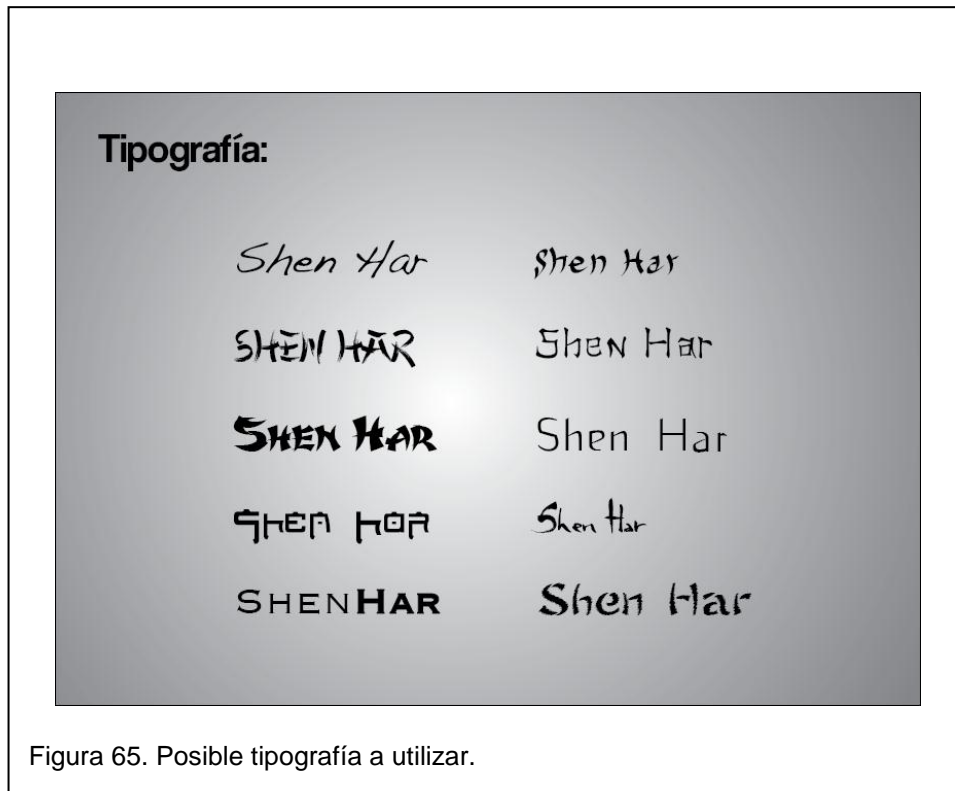 Tipografía:
Shen Har
Shen Har
SHEN HAR
Shen Har
SHEN HAR
Shen Har
Shen Har
Shen Har
SHENHAR
Shen Har
Figura 65. Posible tipografía a utilizar.